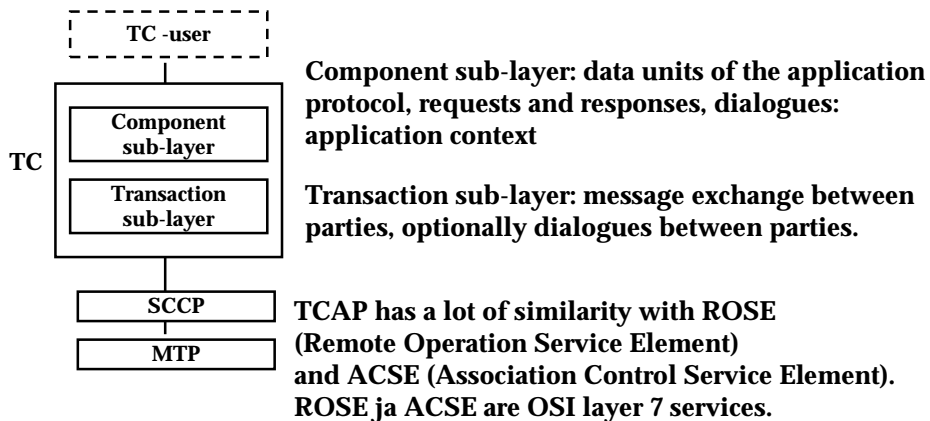 TC -user
Component sub-layer: data units of the application
protocol, requests and responses, dialogues:
application context
TC
Component
sub-layer
Transaction
sub-layer
Transaction sub-layer: message exchange between
parties, optionally dialogues between parties.
SCCP
MTP
TCAP has a lot of similarity with ROSE
(Remote Operation Service Element)
and ACSE (Association Control Service Element).
ROSE ja ACSE are OSI layer 7 services.